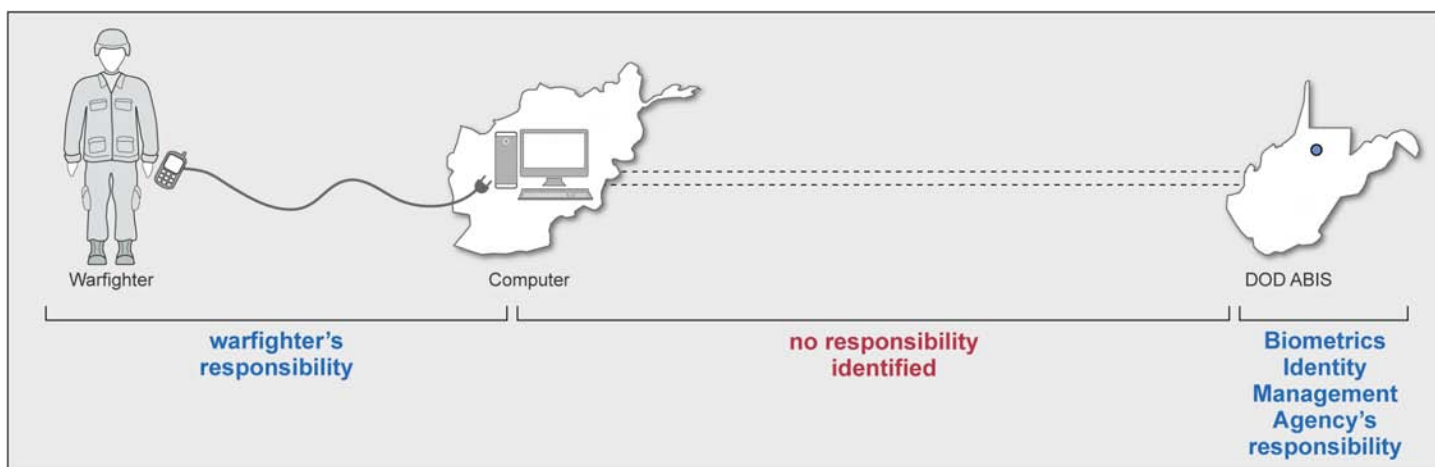 Warfighter
Computer
DOD ABIS
warfighter's
responsibility
no responsibility
identified
Biometrics
Identity
Management
Agency's
responsibility